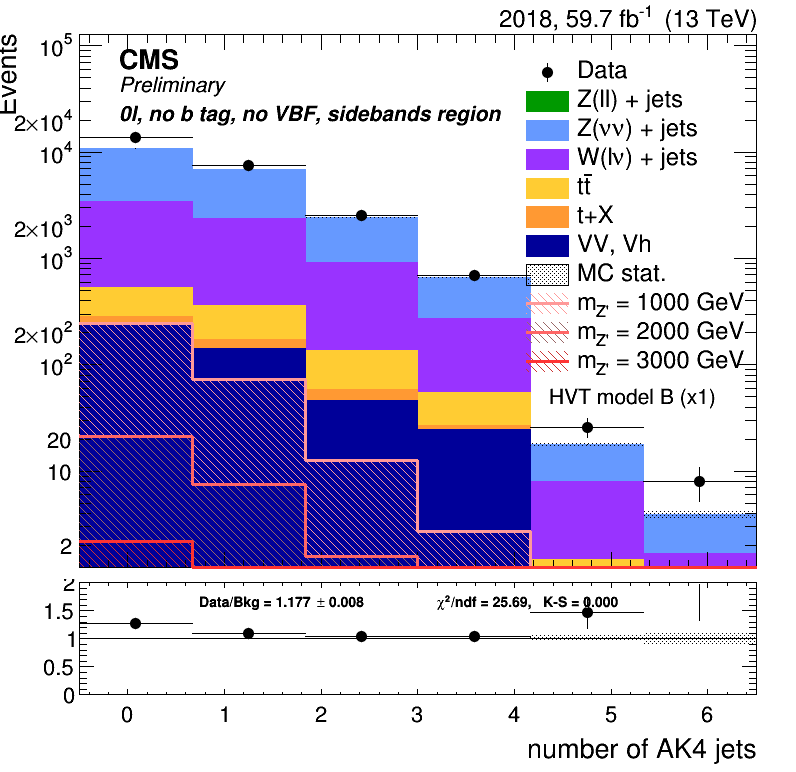 2018, 59.7 fb⁻¹ (13 TeV)
Events
CMS
Preliminary
0l, no b tag, no VBF, sidebands region
Data
Z(ll) + jets
Z(νν) + jets
W(lν) + jets
tt̄
t+X
VV, Vh
MC stat.
m_Z' = 1000 GeV
m_Z' = 2000 GeV
m_Z' = 3000 GeV
HVT model B (x1)
10⁵
2×10⁴
10⁴
2×10³
10³
2×10²
10²
20
10
2
Data/Bkg = 1.177 ± 0.008 χ²/ndf = 25.69, K-S = 0.000
2
1.5
1
0.5
0
0 1 2 3 4 5 6
number of AK4 jets